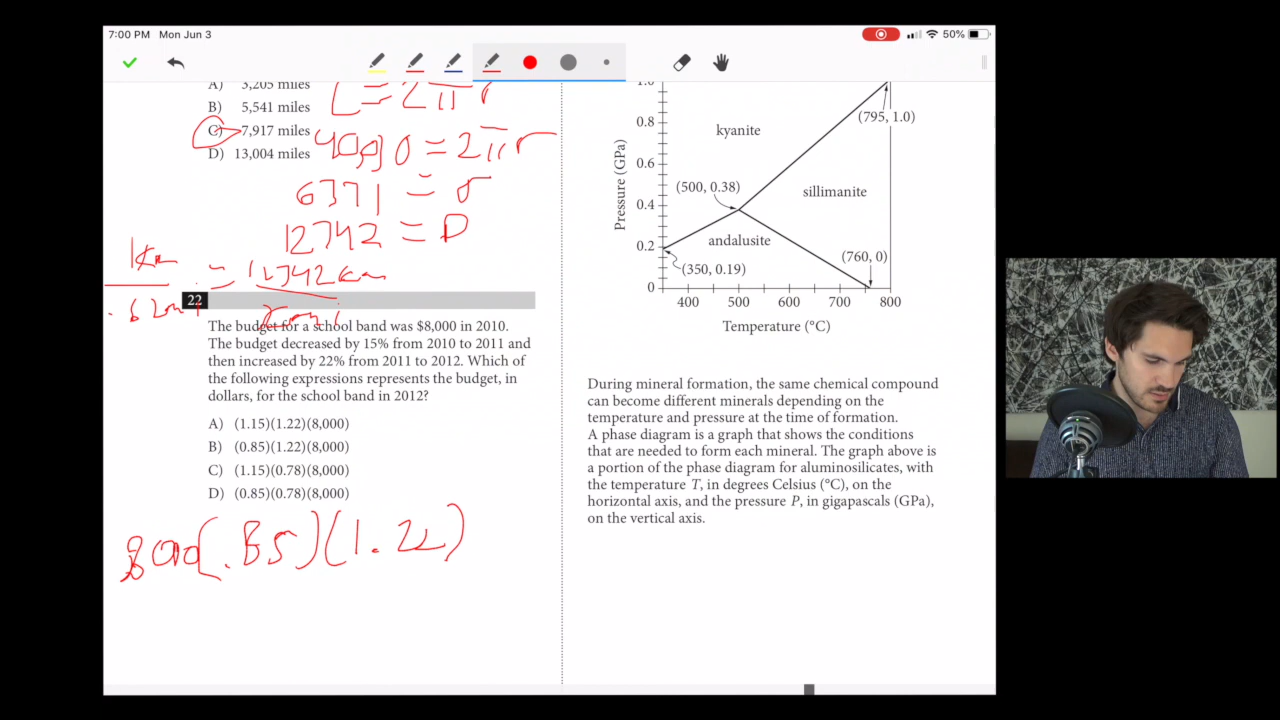 7:00 PM Mon Jun 3
50%
A) 3,205 miles
B) 5,541 miles
C) 7,917 miles
D) 13,004 miles
= 2πr
= 2πr
6371 = r
12742 = D
1km = 12742km
.62mi
22
The budget for a school band was $8,000 in 2010.
The budget decreased by 15% from 2010 to 2011 and
then increased by 22% from 2011 to 2012. Which of
the following expressions represents the budget, in
dollars, for the school band in 2012?
A) (1.15)(1.22)(8,000)
B) (0.85)(1.22)(8,000)
C) (1.15)(0.78)(8,000)
D) (0.85)(0.78)(8,000)
8000(.85)(1.22)
1.0
0.8
0.6
0.4
0.2
0
Pressure (GPa)
kyanite
(795, 1.0)
(500, 0.38)
sillimanite
andalusite
(350, 0.19)
(760, 0)
400 500 600 700 800
Temperature (°C)
During mineral formation, the same chemical compound
can become different minerals depending on the
temperature and pressure at the time of formation.
A phase diagram is a graph that shows the conditions
that are needed to form each mineral. The graph above is
a portion of the phase diagram for aluminosilicates, with
the temperature T, in degrees Celsius (°C), on the
horizontal axis, and the pressure P, in gigapascals (GPa),
on the vertical axis.